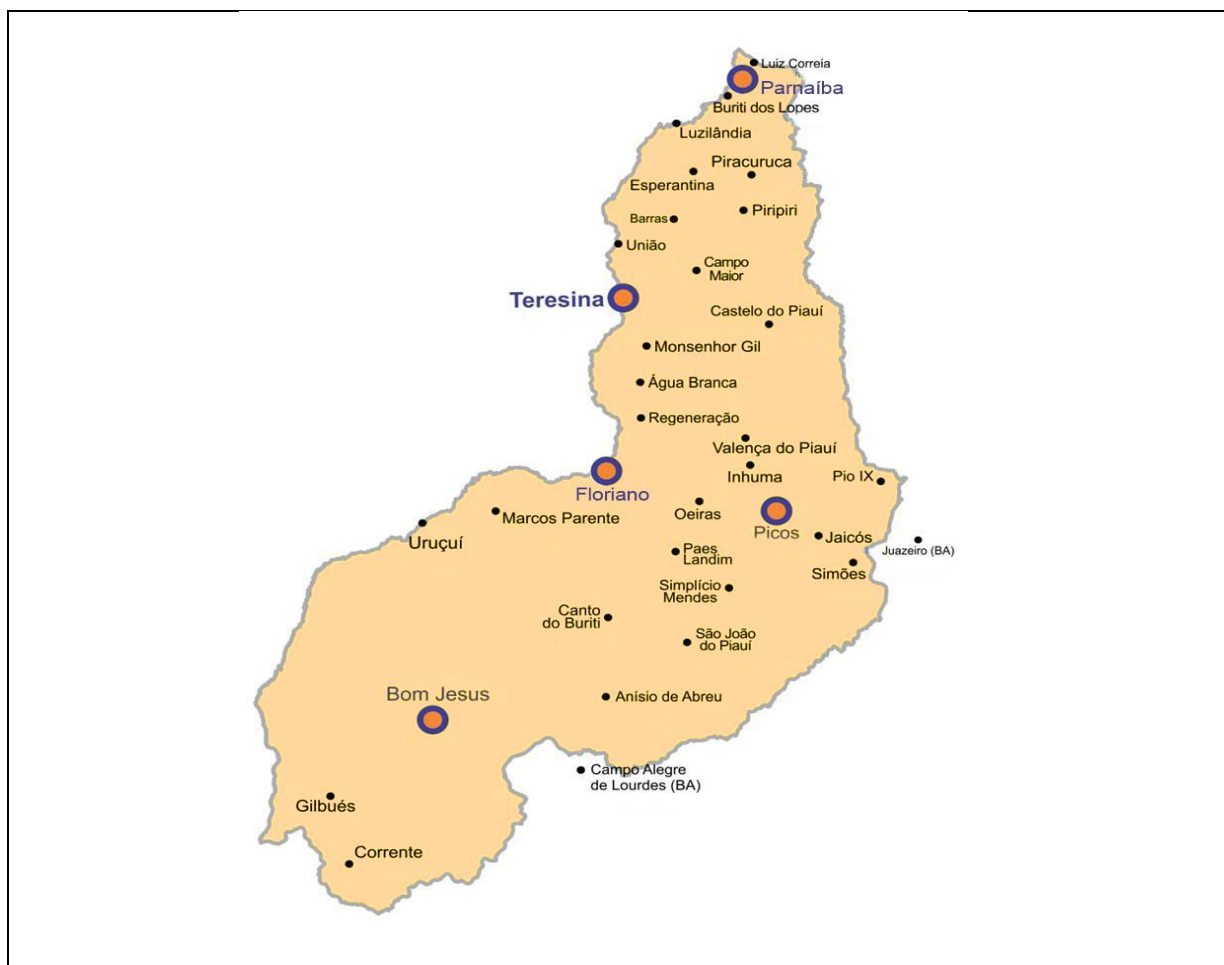 Luiz Correia
Parnaíba
Buriti dos Lopes
Luzilândia
Piracuruca
Esperantina
Piripiri
Barras
União
Campo
Maior
Teresina
Castelo do Piauí
Monsenhor Gil
Água Branca
Regeneração
Valença do Piauí
Inhuma
Pio IX
Floriano
Oeiras
Marcos Parente
Picos
Uruçuí
Jaicós
Juazeiro (BA)
Paes
Landim
Simões
Simplício
Mendes
Canto
do Buriti
São João
do Piauí
Bom Jesus
Anísio de Abreu
Campo Alegre
de Lourdes (BA)
Gilbués
Corrente